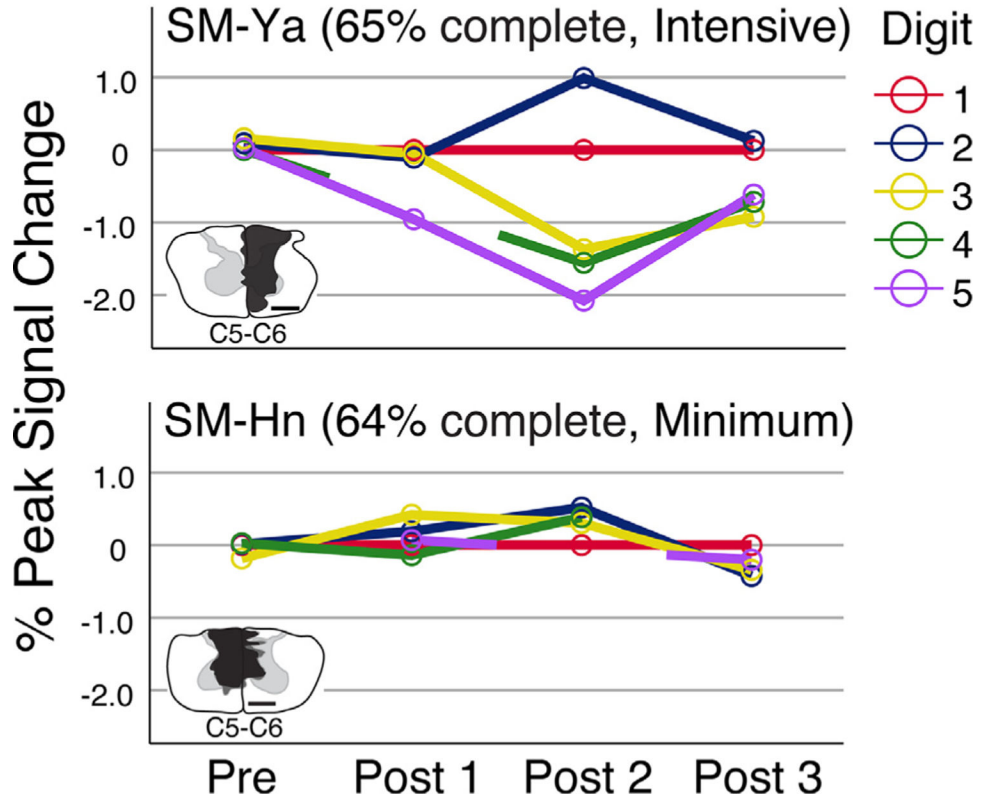 SM-Ya (65% complete, Intensive)
Digit
1
2
3
4
5
% Peak Signal Change
1.0
0
-1.0
-2.0
C5-C6
SM-Hn (64% complete, Minimum)
1.0
0
-1.0
-2.0
C5-C6
Pre Post 1 Post 2 Post 3